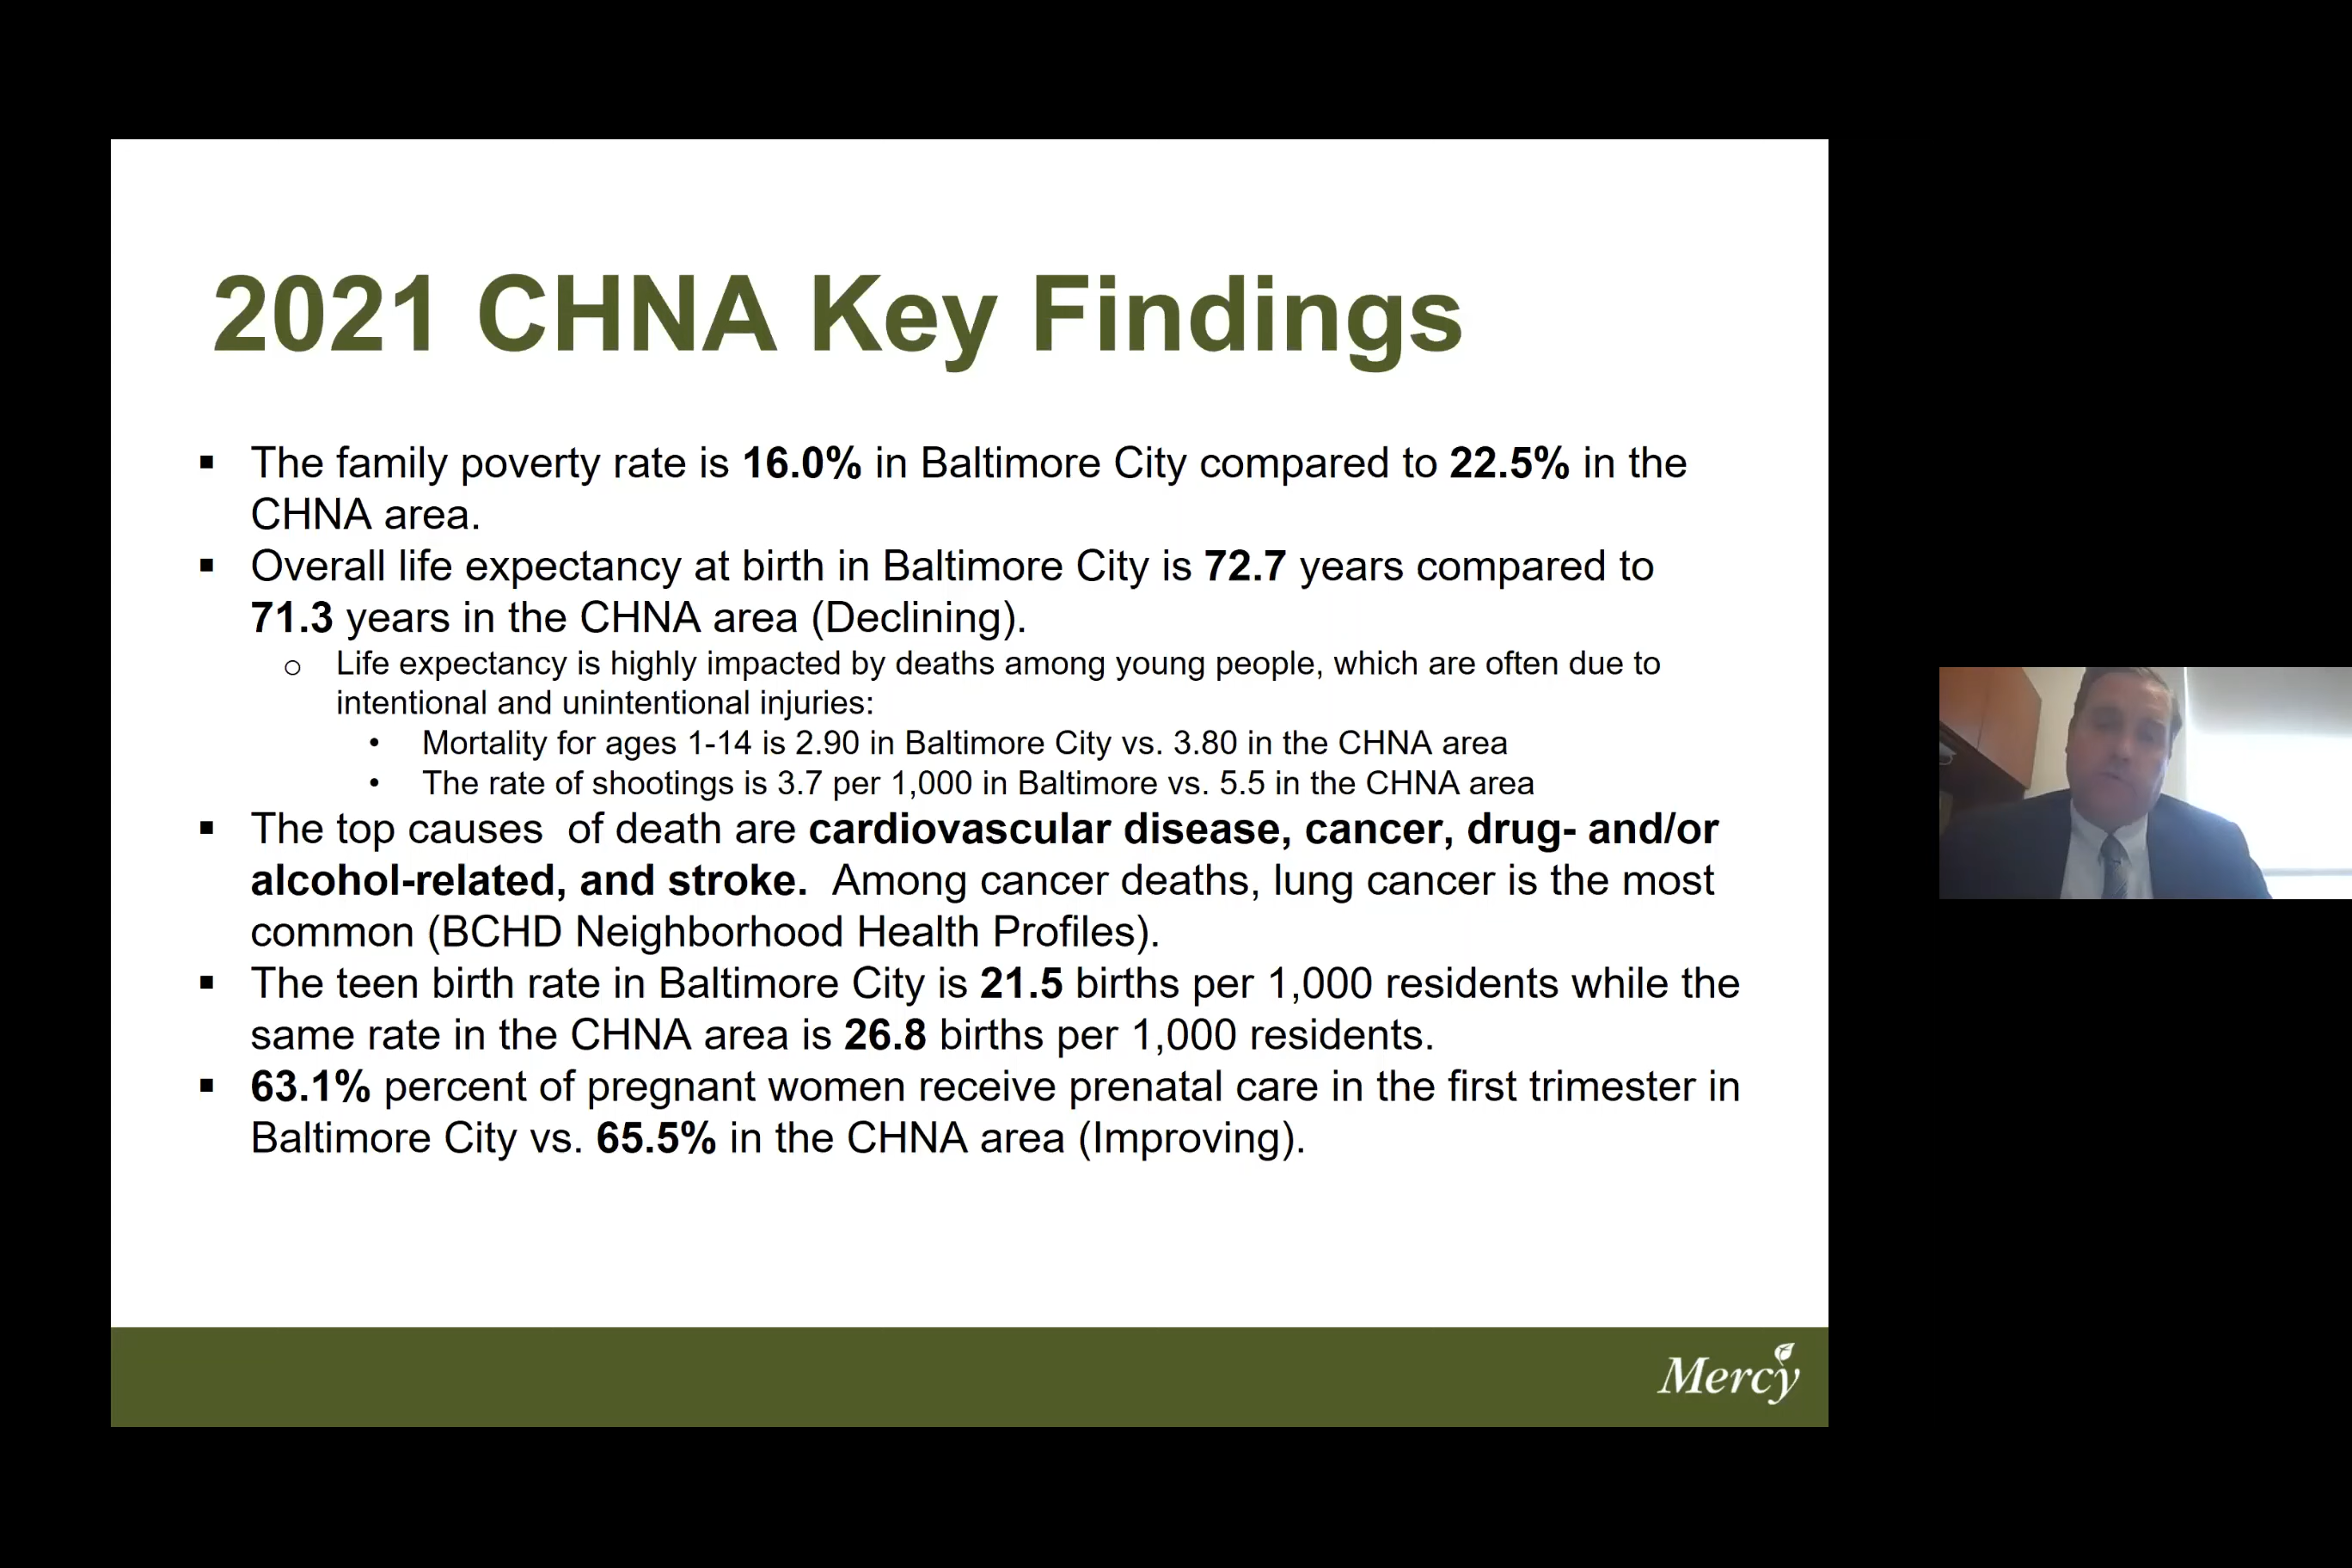 2021 CHNA Key Findings
▪ The family poverty rate is 16.0% in Baltimore City compared to 22.5% in the
CHNA area.
▪ Overall life expectancy at birth in Baltimore City is 72.7 years compared to
71.3 years in the CHNA area (Declining).
o Life expectancy is highly impacted by deaths among young people, which are often due to
intentional and unintentional injuries:
• Mortality for ages 1-14 is 2.90 in Baltimore City vs. 3.80 in the CHNA area
• The rate of shootings is 3.7 per 1,000 in Baltimore vs. 5.5 in the CHNA area
▪ The top causes  of death are cardiovascular disease, cancer, drug- and/or
alcohol-related, and stroke.  Among cancer deaths, lung cancer is the most
common (BCHD Neighborhood Health Profiles).
▪ The teen birth rate in Baltimore City is 21.5 births per 1,000 residents while the
same rate in the CHNA area is 26.8 births per 1,000 residents.
▪ 63.1% percent of pregnant women receive prenatal care in the first trimester in
Baltimore City vs. 65.5% in the CHNA area (Improving).
Mercy